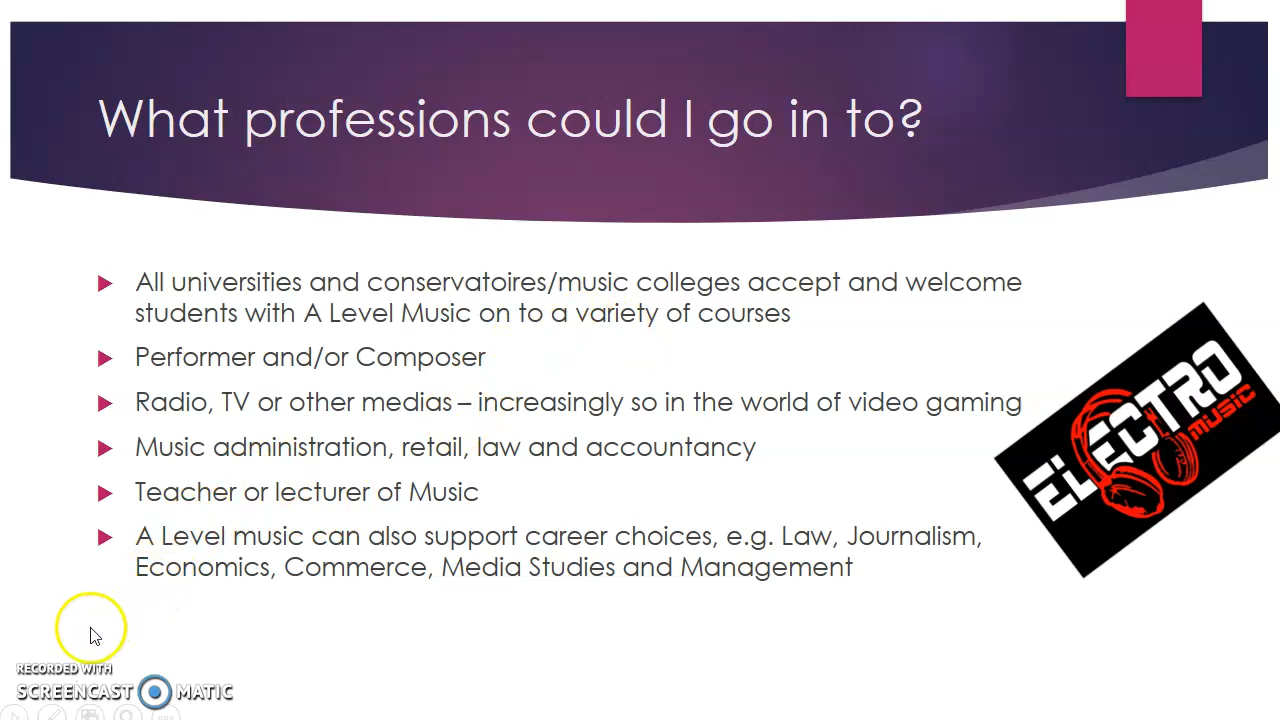 What professions could I go in to?
All universities and conservatoires/music colleges accept and welcome
students with A Level Music on to a variety of courses
Performer and/or Composer
Radio, TV or other medias – increasingly so in the world of video gaming
Music administration, retail, law and accountancy
Teacher or lecturer of Music
A Level music can also support career choices, e.g. Law, Journalism,
Economics, Commerce, Media Studies and Management
ELECTRO
MUSIC
RECORDED WITH
SCREENCAST MATIC